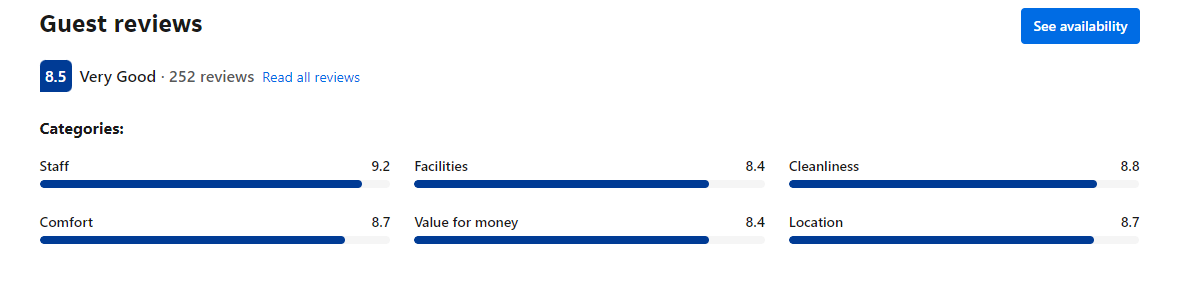 Guest reviews
See availability
8.5 Very Good · 252 reviews Read all reviews
Categories:
Staff 9.2
Facilities 8.4
Cleanliness 8.8
Comfort 8.7
Value for money 8.4
Location 8.7